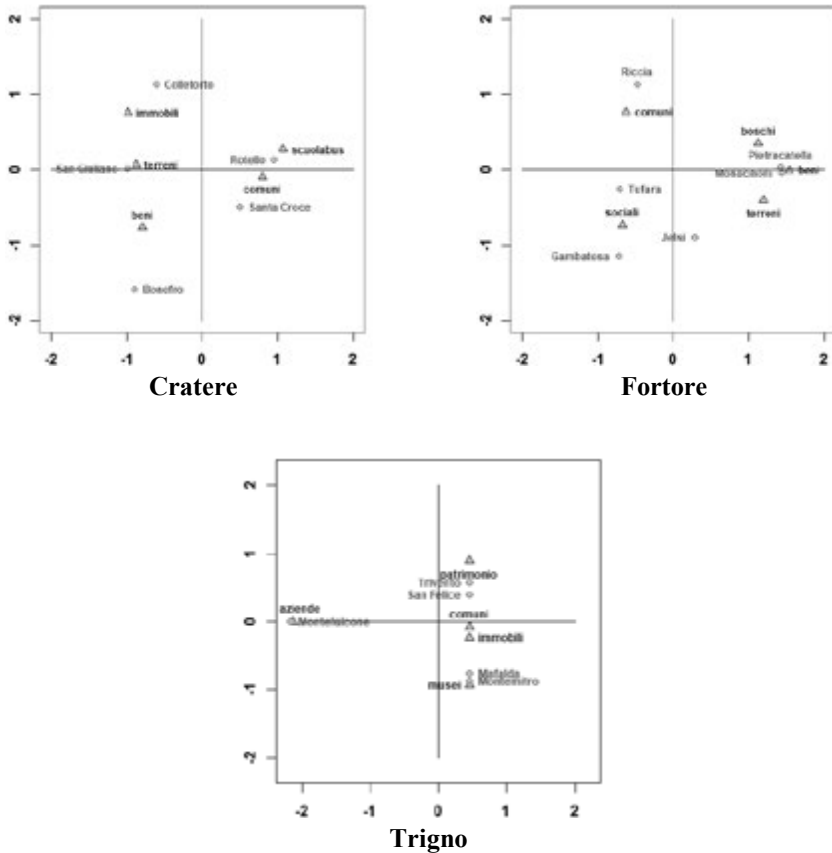 2
Colletorto
1
immobili
scuolabus
Rotello
San Giuliano
terreni
0
comuni
Santa Croce
beni
-1
Bonefro
-2
-2 -1 0 1 2
Cratere
2
Riccia
1
comuni
boschi
Pietracatella
0
beni
Tufara
terreni
sociali
Jelsi
-1
Gambatesa
-2
-2 -1 0 1 2
Fortore
2
1
patrimonio
Trivento
San Felice
aziende
comuni
0
Montefalcone
immobili
Mafalda
musei
Montemitro
-1
-2
-2 -1 0 1 2
Trigno